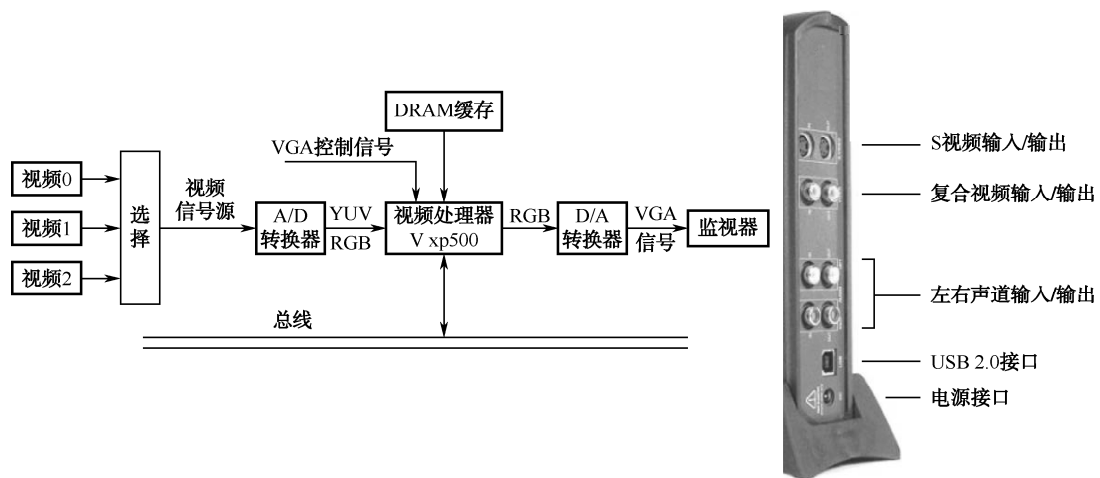 DRAM缓存
VGA控制信号
视频0
视频1
视频2
选择
视频
信号源
A/D
转换器
YUV
RGB
视频处理器
V xp500
RGB
D/A
转换器
VGA
信号
监视器
总线
S视频输入/输出
复合视频输入/输出
左右声道输入/输出
USB 2.0接口
电源接口